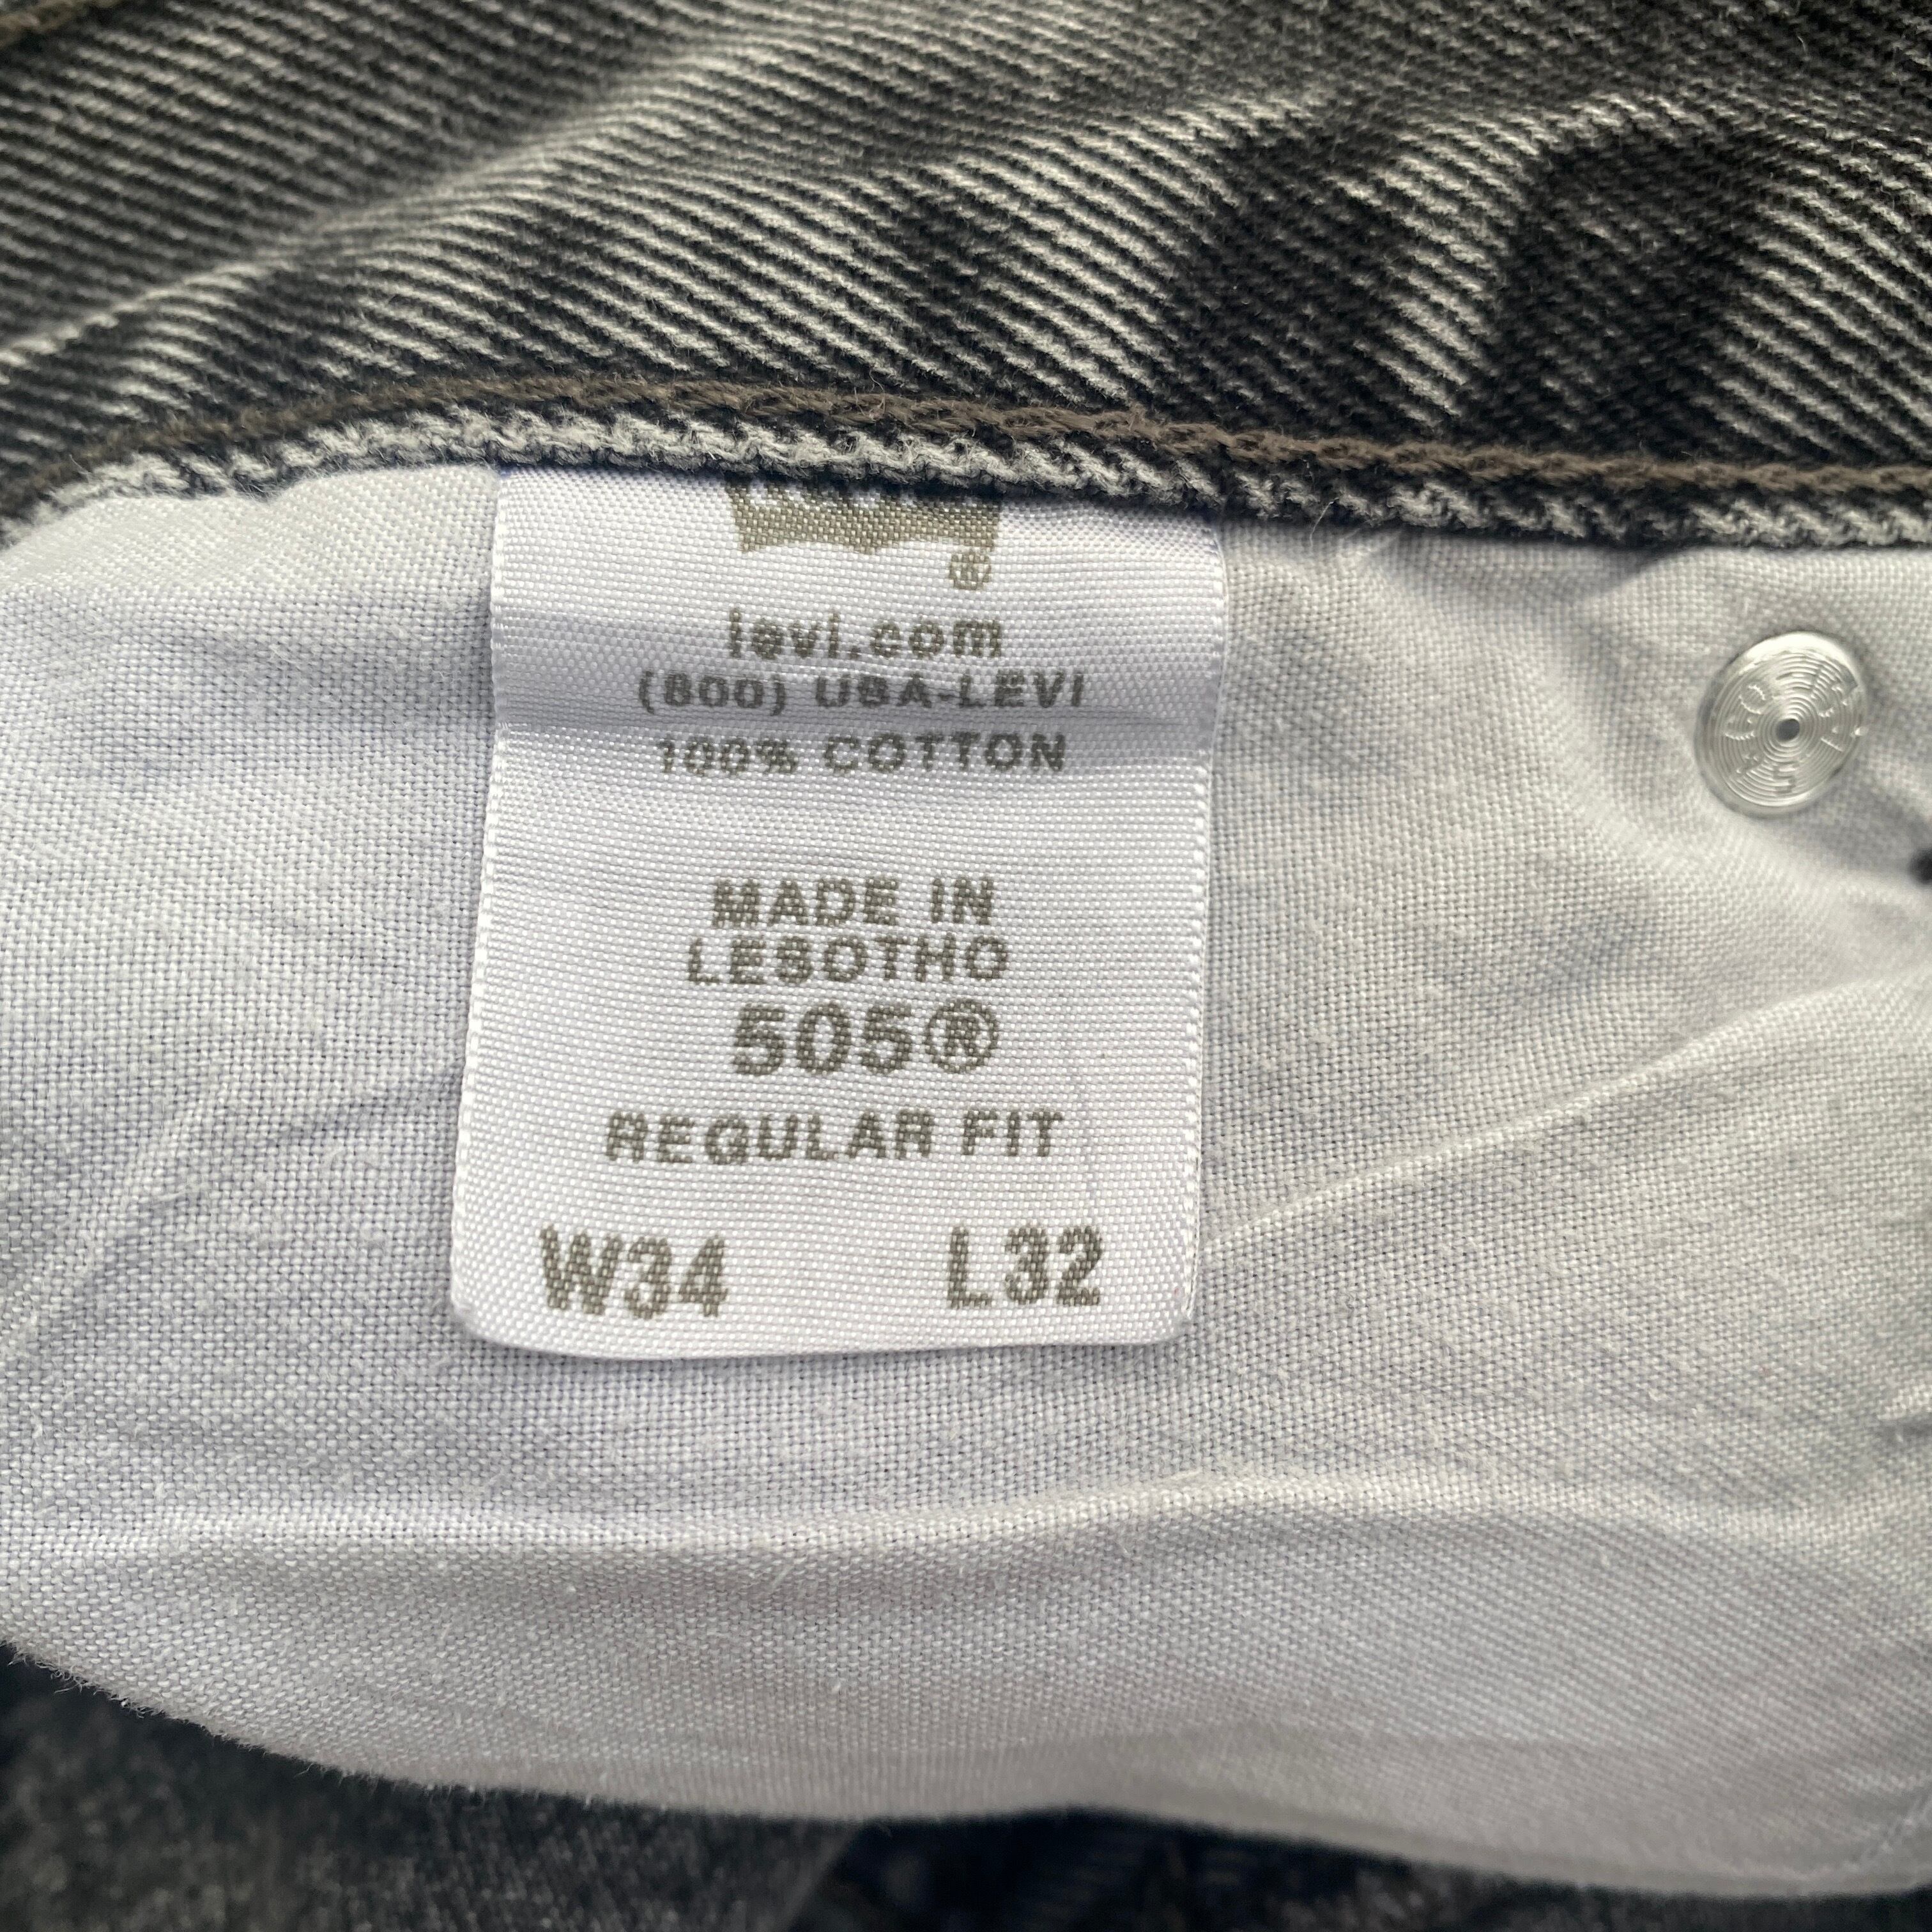 ®
levi.com
(800) USA-LEVI
100% COTTON
MADE IN
LESOTHO
505®
REGULAR FIT
W34 L32